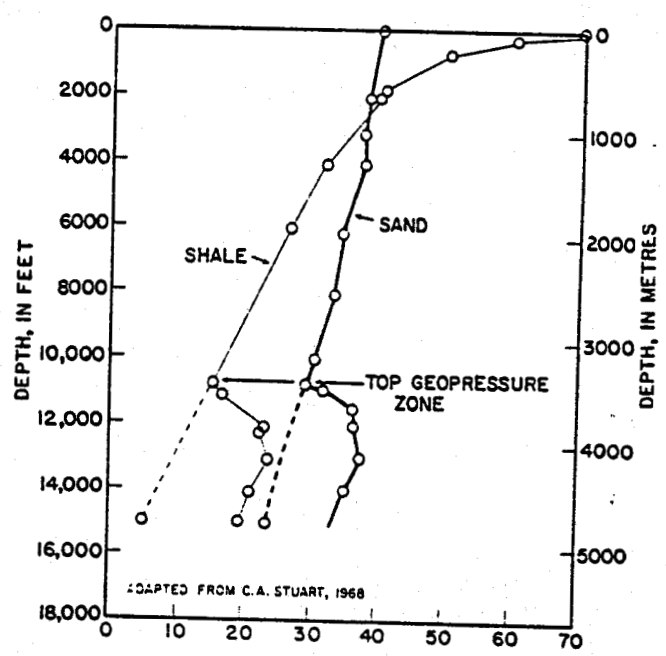 0
2000
4000
6000
8000
10,000
12,000
14,000
16,000
18,000
DEPTH, IN FEET
0
1000
2000
3000
4000
5000
DEPTH, IN METRES
SAND
SHALE
TOP GEOPRESSURE
ZONE
ADAPTED FROM C.A. STUART, 1968
0 10 20 30 40 50 60 70